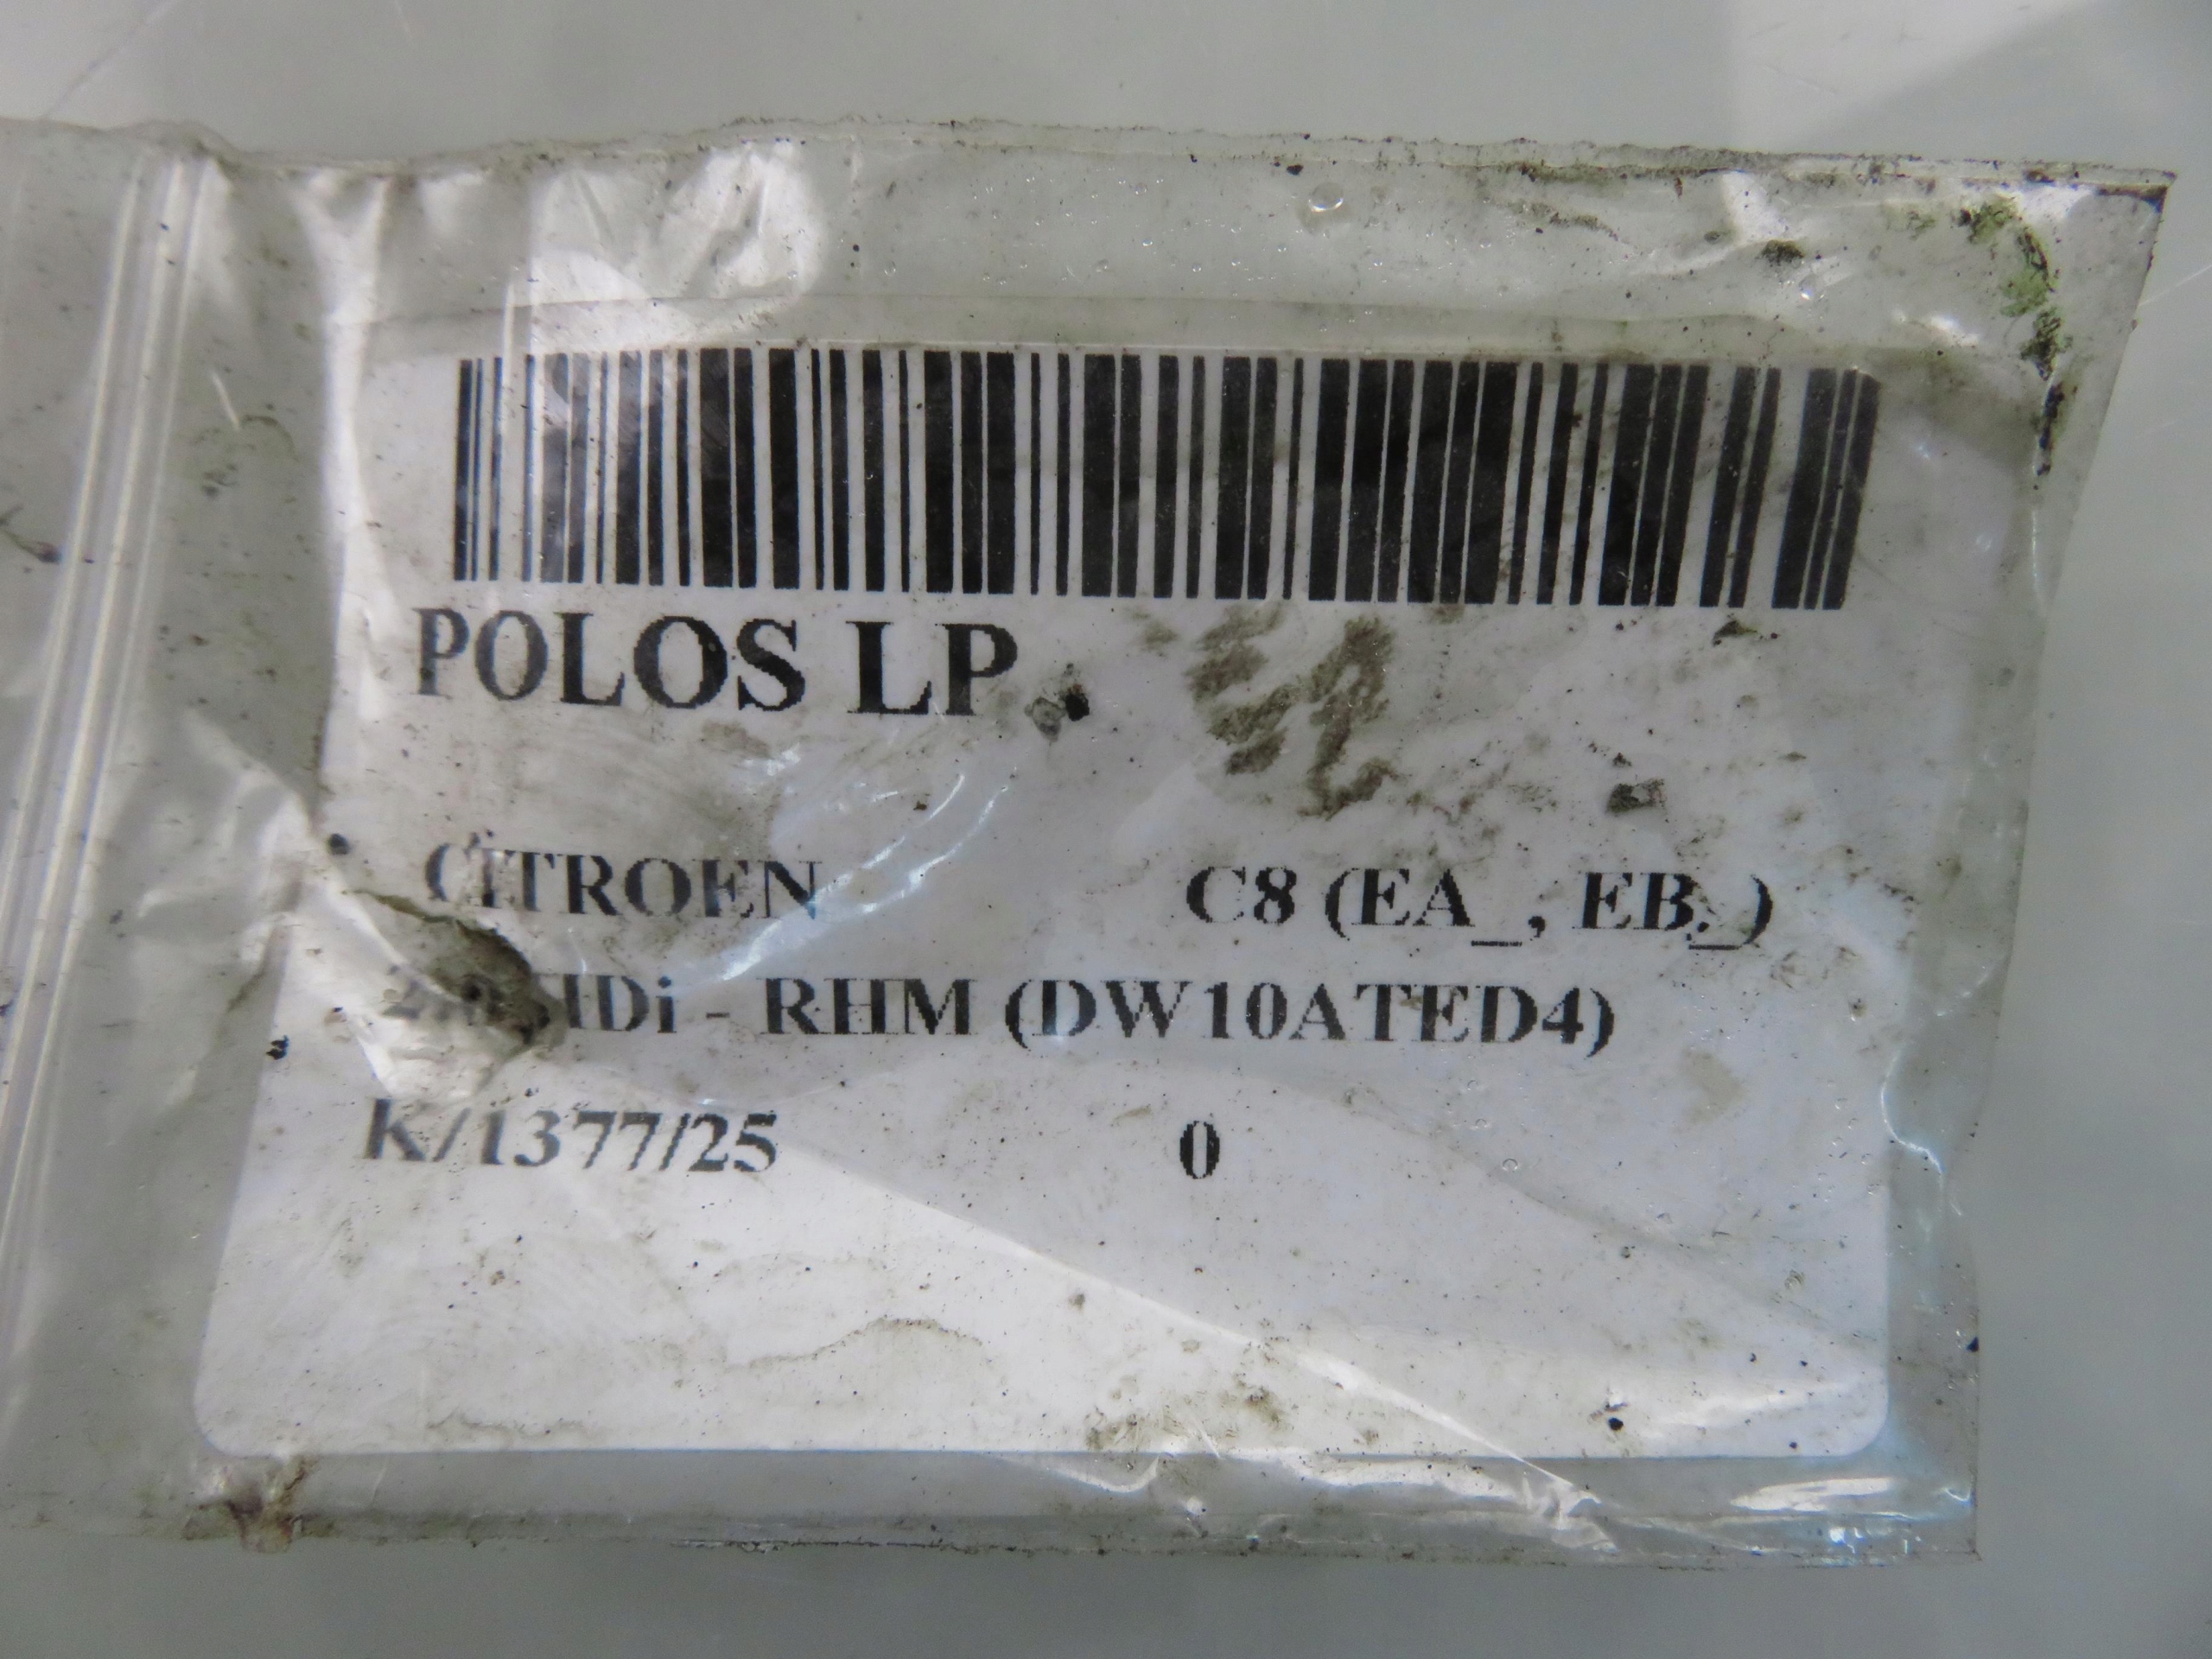 POLOS LP
CITROEN C8 (EA_, EB_)
HDi - RHM (DW10ATED4)
K/1377/25 0